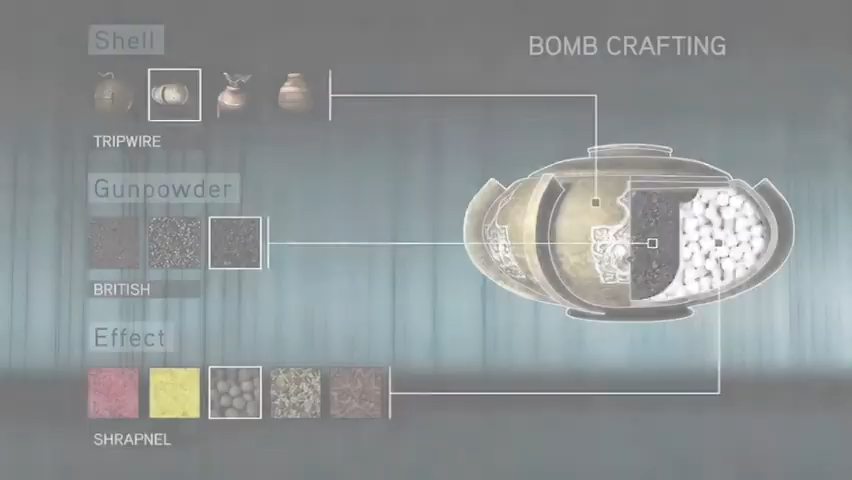 Shell
BOMB CRAFTING
TRIPWIRE
Gunpowder
BRITISH
Effect
SHRAPNEL